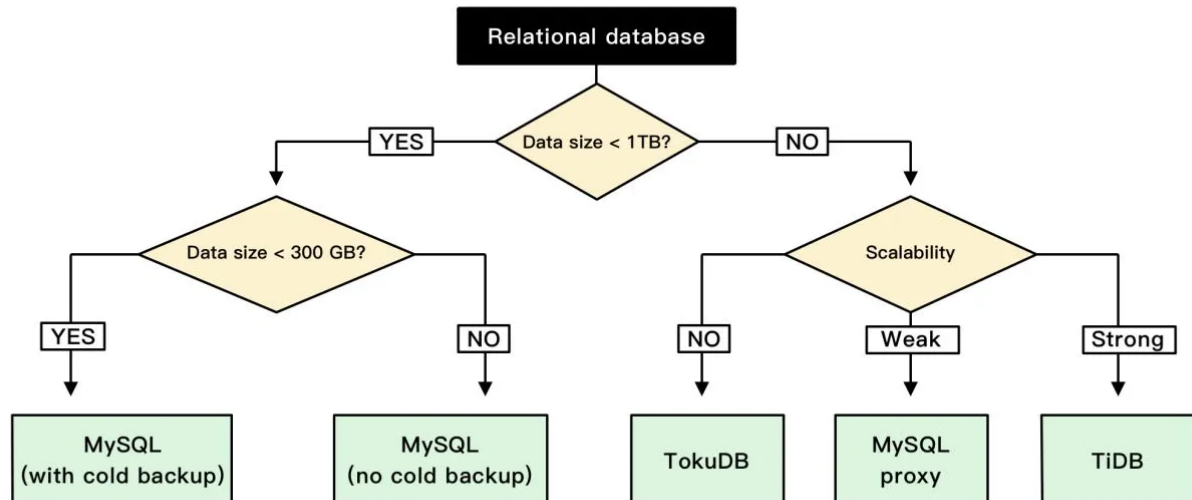 Relational database
Data size < 1TB?
YES
NO
Data size < 300 GB?
Scalability
YES
NO
NO
Weak
Strong
MySQL
(with cold backup)
MySQL
(no cold backup)
TokuDB
MySQL
proxy
TiDB